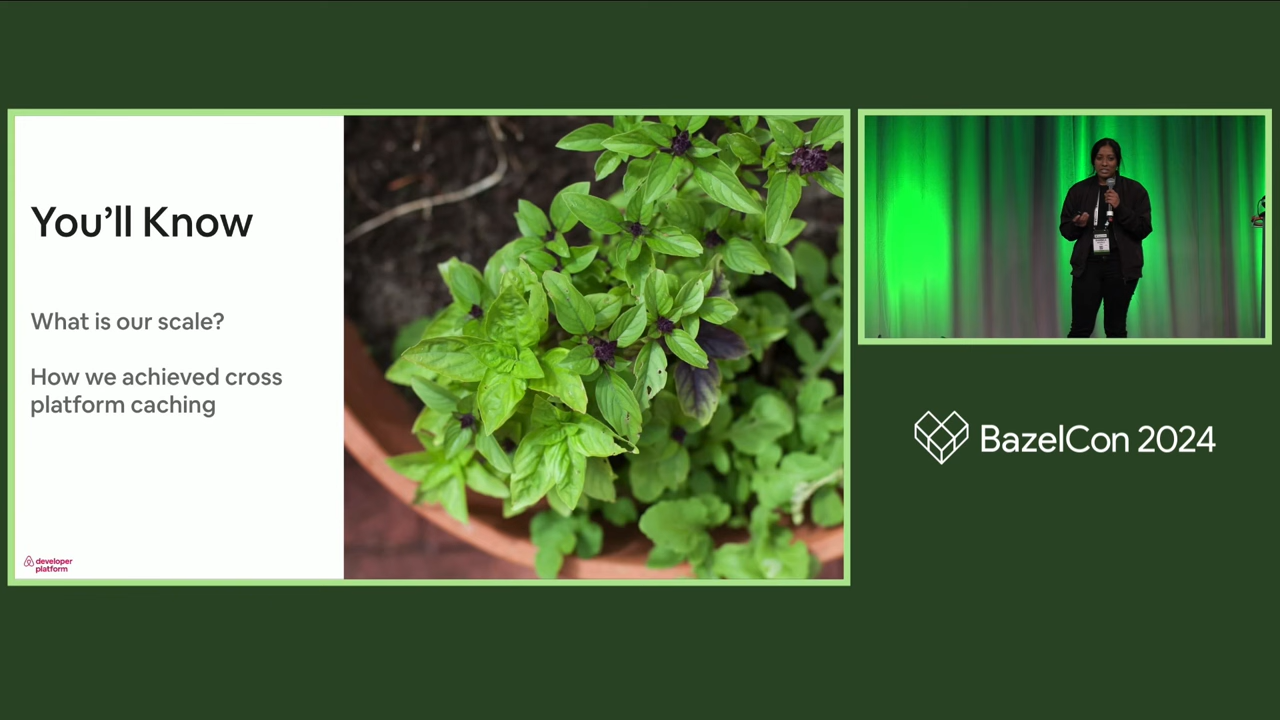 You'll Know
What is our scale?
How we achieved cross
platform caching
developer
platform
BazelCon 2024